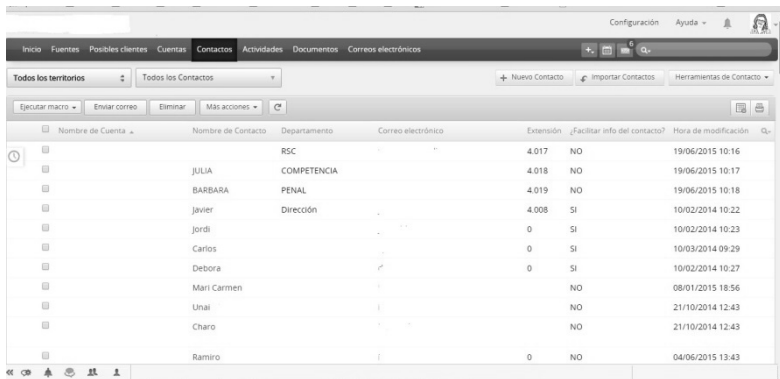 Configuración Ayuda
Inicio Fuentes Posibles clientes Cuentas Contactos Actividades Documentos Correos electrónicos 6
Todos los territorios Todos los Contactos + Nuevo Contacto Importar Contactos Herramientas de Contacto
Ejecutar macro Enviar correo Eliminar Más acciones
Nombre de Cuenta Nombre de Contacto Departamento Correo electrónico Extensión ¿Facilitar info del contacto? Hora de modificación
RSC 4.017 NO 19/06/2015 10:16
JULIA COMPETENCIA 4.018 NO 19/06/2015 10:17
BARBARA PENAL 4.019 NO 19/06/2015 10:18
Javier Dirección 4.008 SI 10/02/2014 10:22
Jordi 0 SI 10/02/2014 10:23
Carlos 0 SI 10/03/2014 09:29
Debora 0 SI 10/02/2014 10:27
Mari Carmen NO 08/01/2015 18:56
Unai NO 21/10/2014 12:43
Charo NO 21/10/2014 12:43
Ramiro 0 NO 04/06/2015 13:43